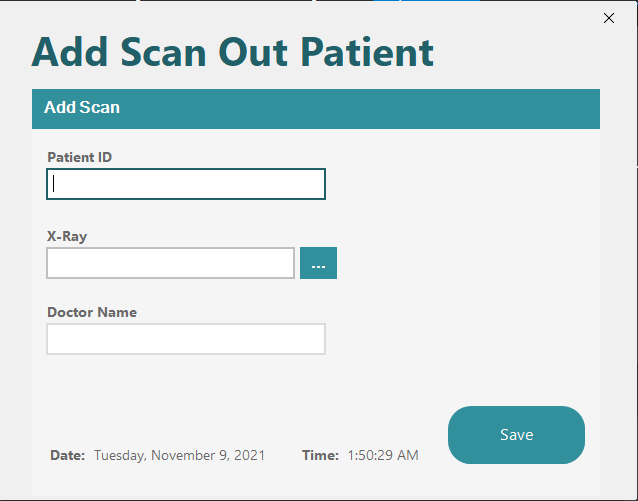 Add Scan Out Patient
Add Scan
Patient ID
X-Ray
...
Doctor Name
Save
Date: Tuesday, November 9, 2021 Time: 1:50:29 AM